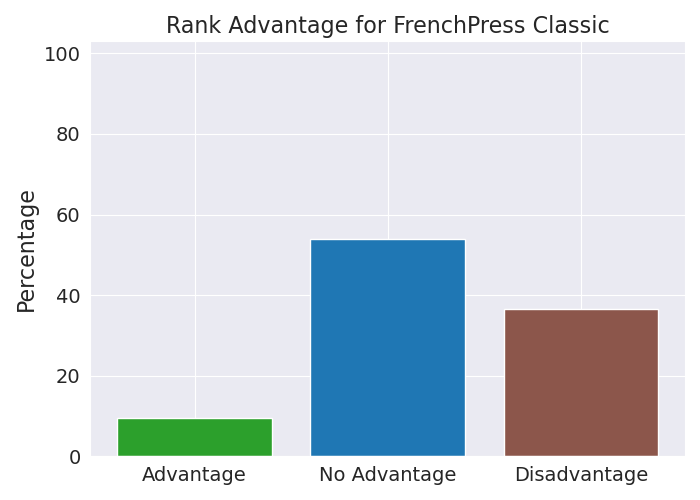 Rank Advantage for FrenchPress Classic
100
80
60
40
20
0
Percentage
Advantage
No Advantage
Disadvantage